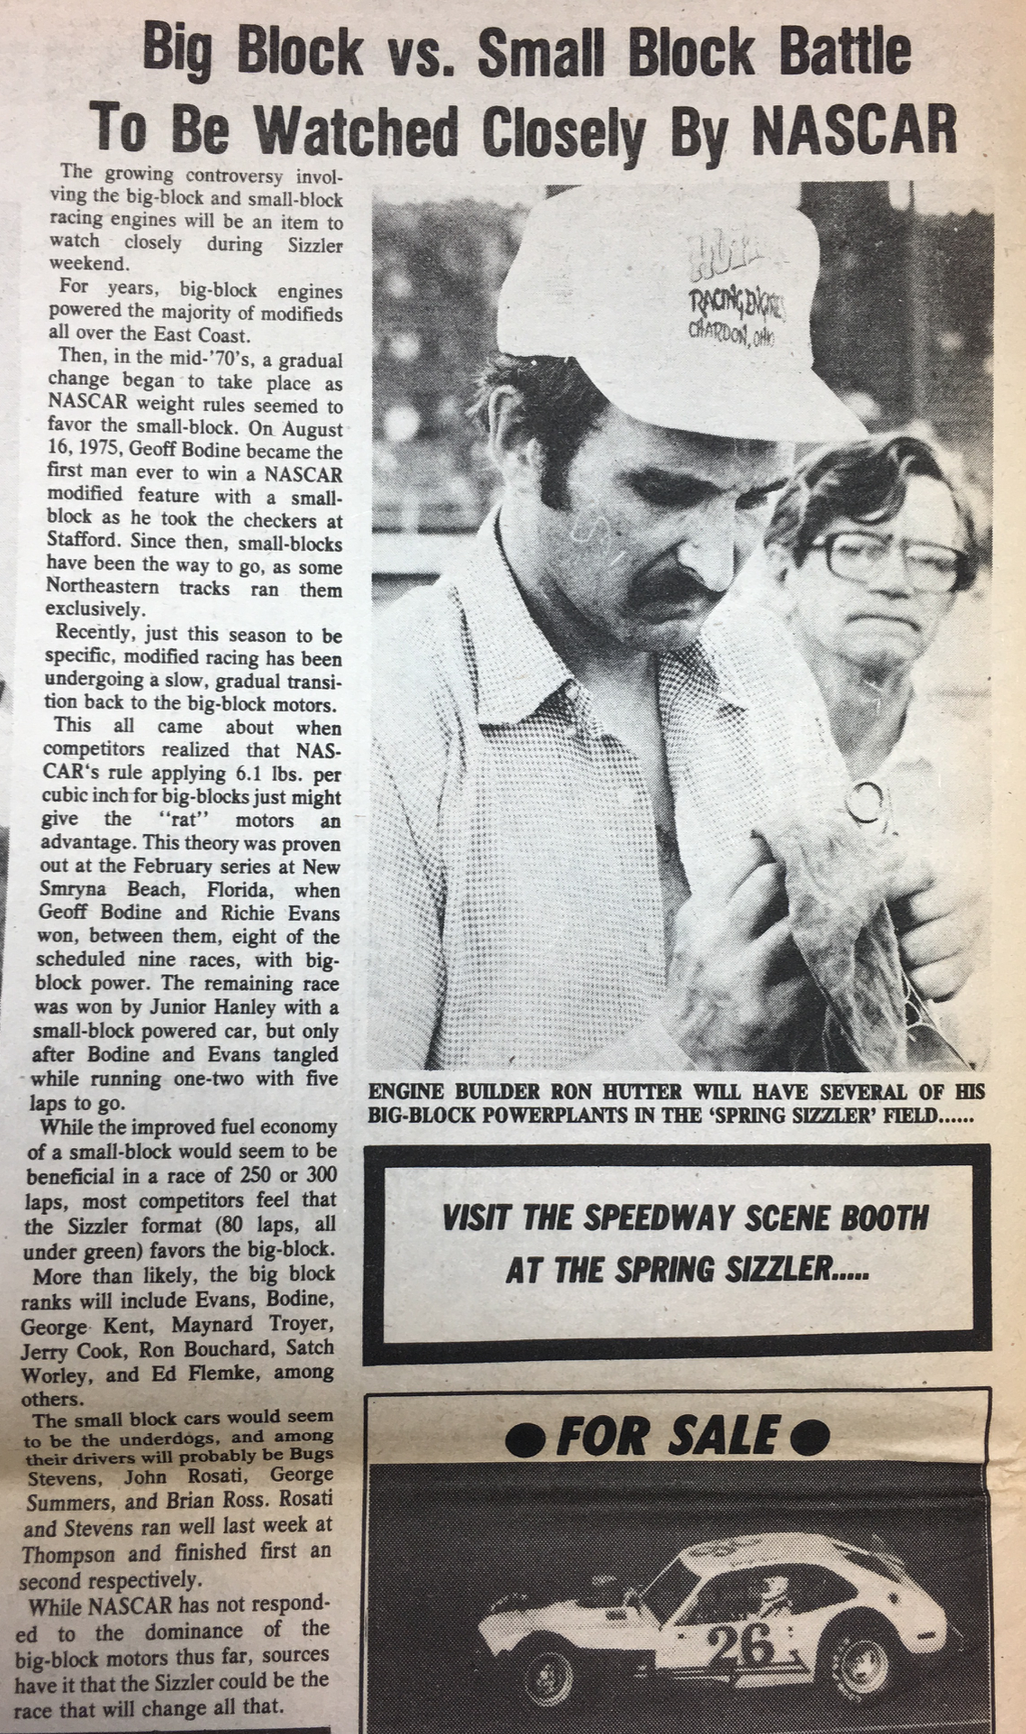 Big Block vs. Small Block Battle
To Be Watched Closely By NASCAR
The growing controversy invol-
ving the big-block and small-block
racing engines will be an item to
watch closely during Sizzler
weekend.
For years, big-block engines
powered the majority of modifieds
all over the East Coast.
Then, in the mid-'70's, a gradual
change began to take place as
NASCAR weight rules seemed to
favor the small-block. On August
16, 1975, Geoff Bodine became the
first man ever to win a NASCAR
modified feature with a small-
block as he took the checkers at
Stafford. Since then, small-blocks
have been the way to go, as some
Northeastern tracks ran them
exclusively.
Recently, just this season to be
specific, modified racing has been
undergoing a slow, gradual transi-
tion back to the big-block motors.
This all came about when
competitors realized that NAS-
CAR's rule applying 6.1 lbs. per
cubic inch for big-blocks just might
give the "rat" motors an
advantage. This theory was proven
out at the February series at New
Smyrna Beach, Florida, when
Geoff Bodine and Richie Evans
won, between them, eight of the
scheduled nine races, with big-
block power. The remaining race
was won by Junior Hanley with a
small-block powered car, but only
after Bodine and Evans tangled
while running one-two with five
laps to go.
While the improved fuel economy
of a small-block would seem to be
beneficial in a race of 250 or 300
laps, most competitors feel that
the Sizzler format (80 laps, all
under green) favors the big-block.
More than likely, the big block
ranks will include Evans, Bodine,
George Kent, Maynard Troyer,
Jerry Cook, Ron Bouchard, Satch
Worley, and Ed Flemke, among
others.
The small block cars would seem
to be the underdogs, and among
their drivers will probably be Bugs
Stevens, John Rosati, George
Summers, and Brian Ross. Rosati
and Stevens ran well last week at
Thompson and finished first an
second respectively.
While NASCAR has not respond-
ed to the dominance of the
big-block motors thus far, sources
have it that the Sizzler could be the
race that will change all that.
RACING ENGINES
CHARDON, OHIO
ENGINE BUILDER RON HUTTER WILL HAVE SEVERAL OF HIS
BIG-BLOCK POWERPLANTS IN THE 'SPRING SIZZLER' FIELD......
VISIT THE SPEEDWAY SCENE BOOTH
AT THE SPRING SIZZLER.....
● FOR SALE ●
26